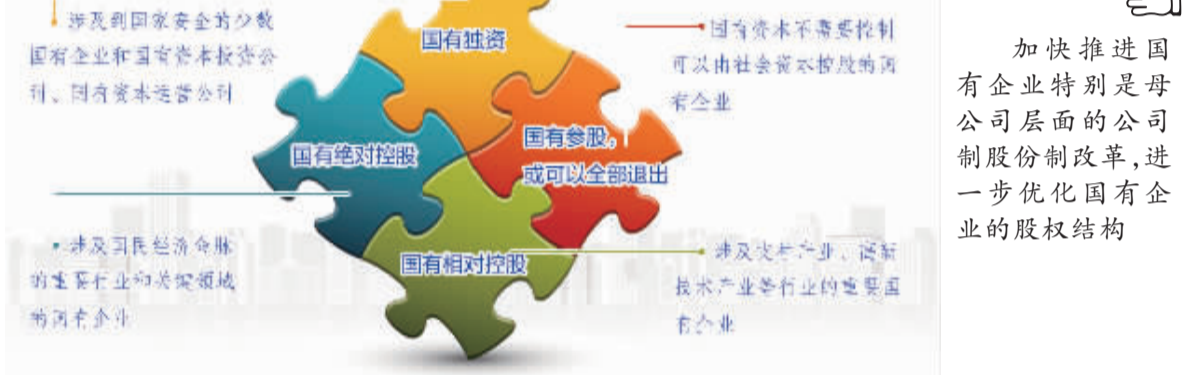 涉及到国家安全的少数
国有企业和国有资本投资公
司、国有资本运营公司
国有独资
国有资本不需要控制
可以由社会资本控股的国
有企业
国有绝对控股
国有参股,
或可以全部退出
涉及国民经济命脉
的重要行业和关键领域
的国有企业
国有相对控股
涉及支柱产业、高新
技术产业等行业的重要国
有企业
加快推进国
有企业特别是母
公司层面的公司
制股份制改革,进
一步优化国有企
业的股权结构